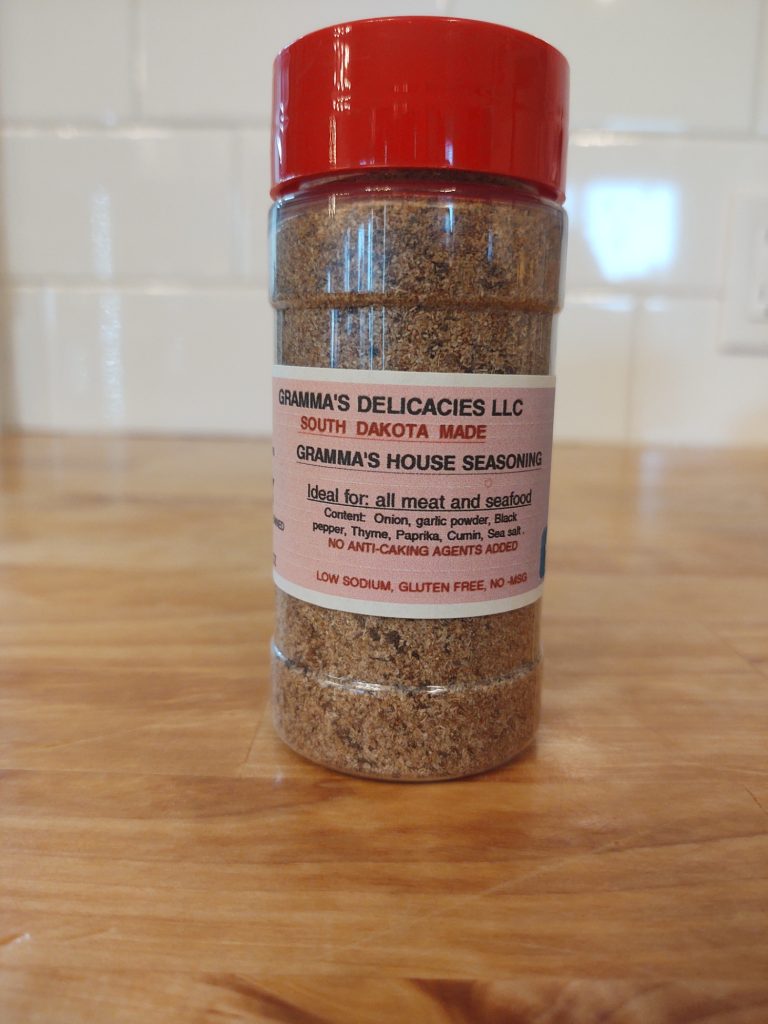 GRAMMA'S DELICACIES LLC
SOUTH DAKOTA MADE
GRAMMA'S HOUSE SEASONING
Ideal for: all meat and seafood
Content: Onion, garlic powder, Black
pepper, Thyme, Paprika, Cumin, Sea salt.
NO ANTI-CAKING AGENTS ADDED
LOW SODIUM, GLUTEN FREE, NO -MSG